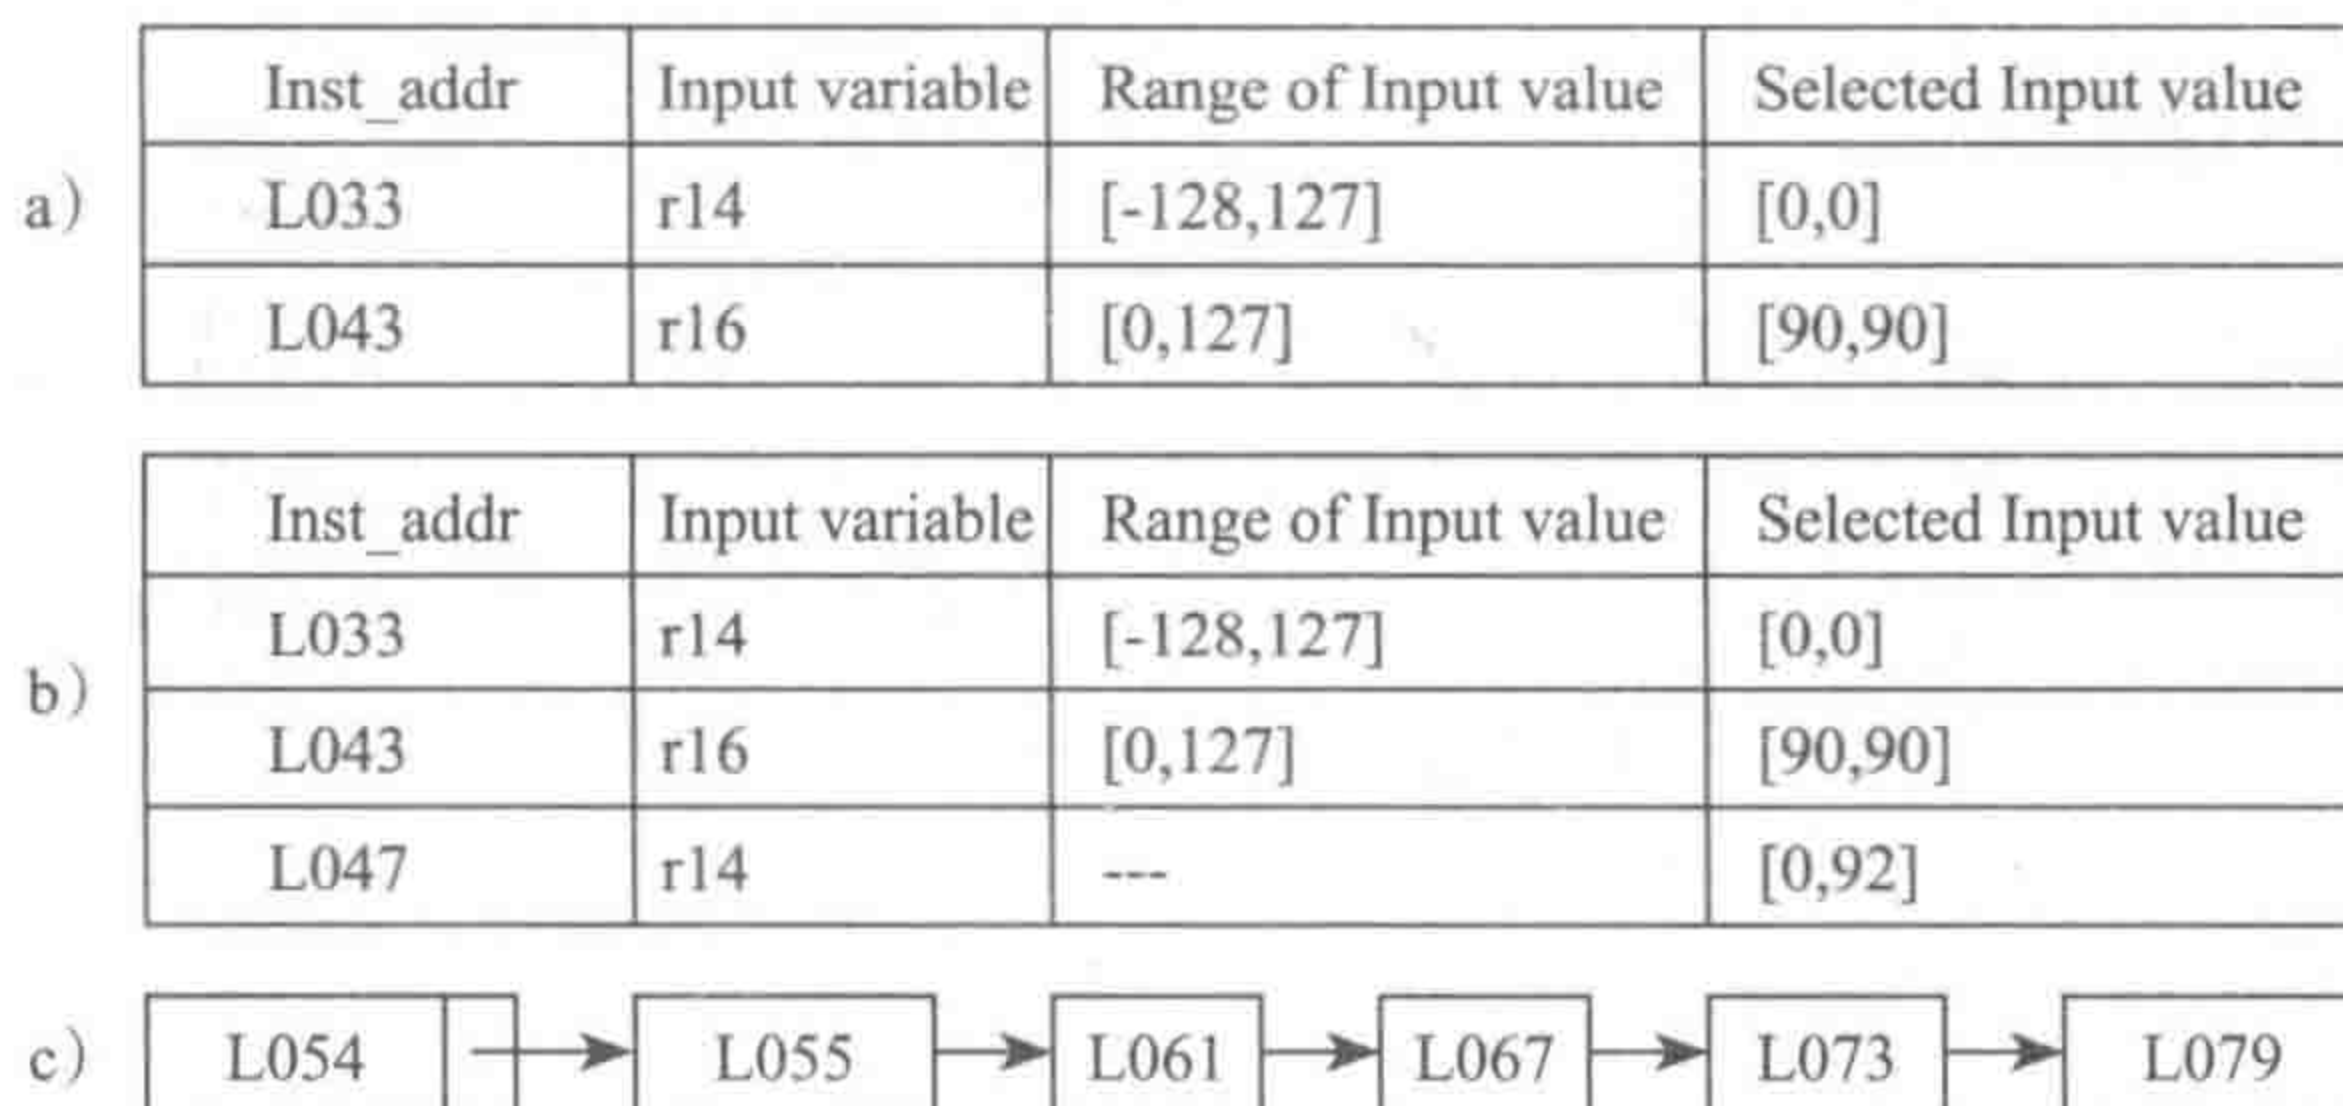 Inst_addr Input variable Range of Input value Selected Input value
a) L033 r14 [-128,127] [0,0]
L043 r16 [0,127] [90,90]
Inst_addr Input variable Range of Input value Selected Input value
L033 r14 [-128,127] [0,0]
b) L043 r16 [0,127] [90,90]
L047 r14 --- [0,92]
c) L054 L055 L061 L067 L073 L079